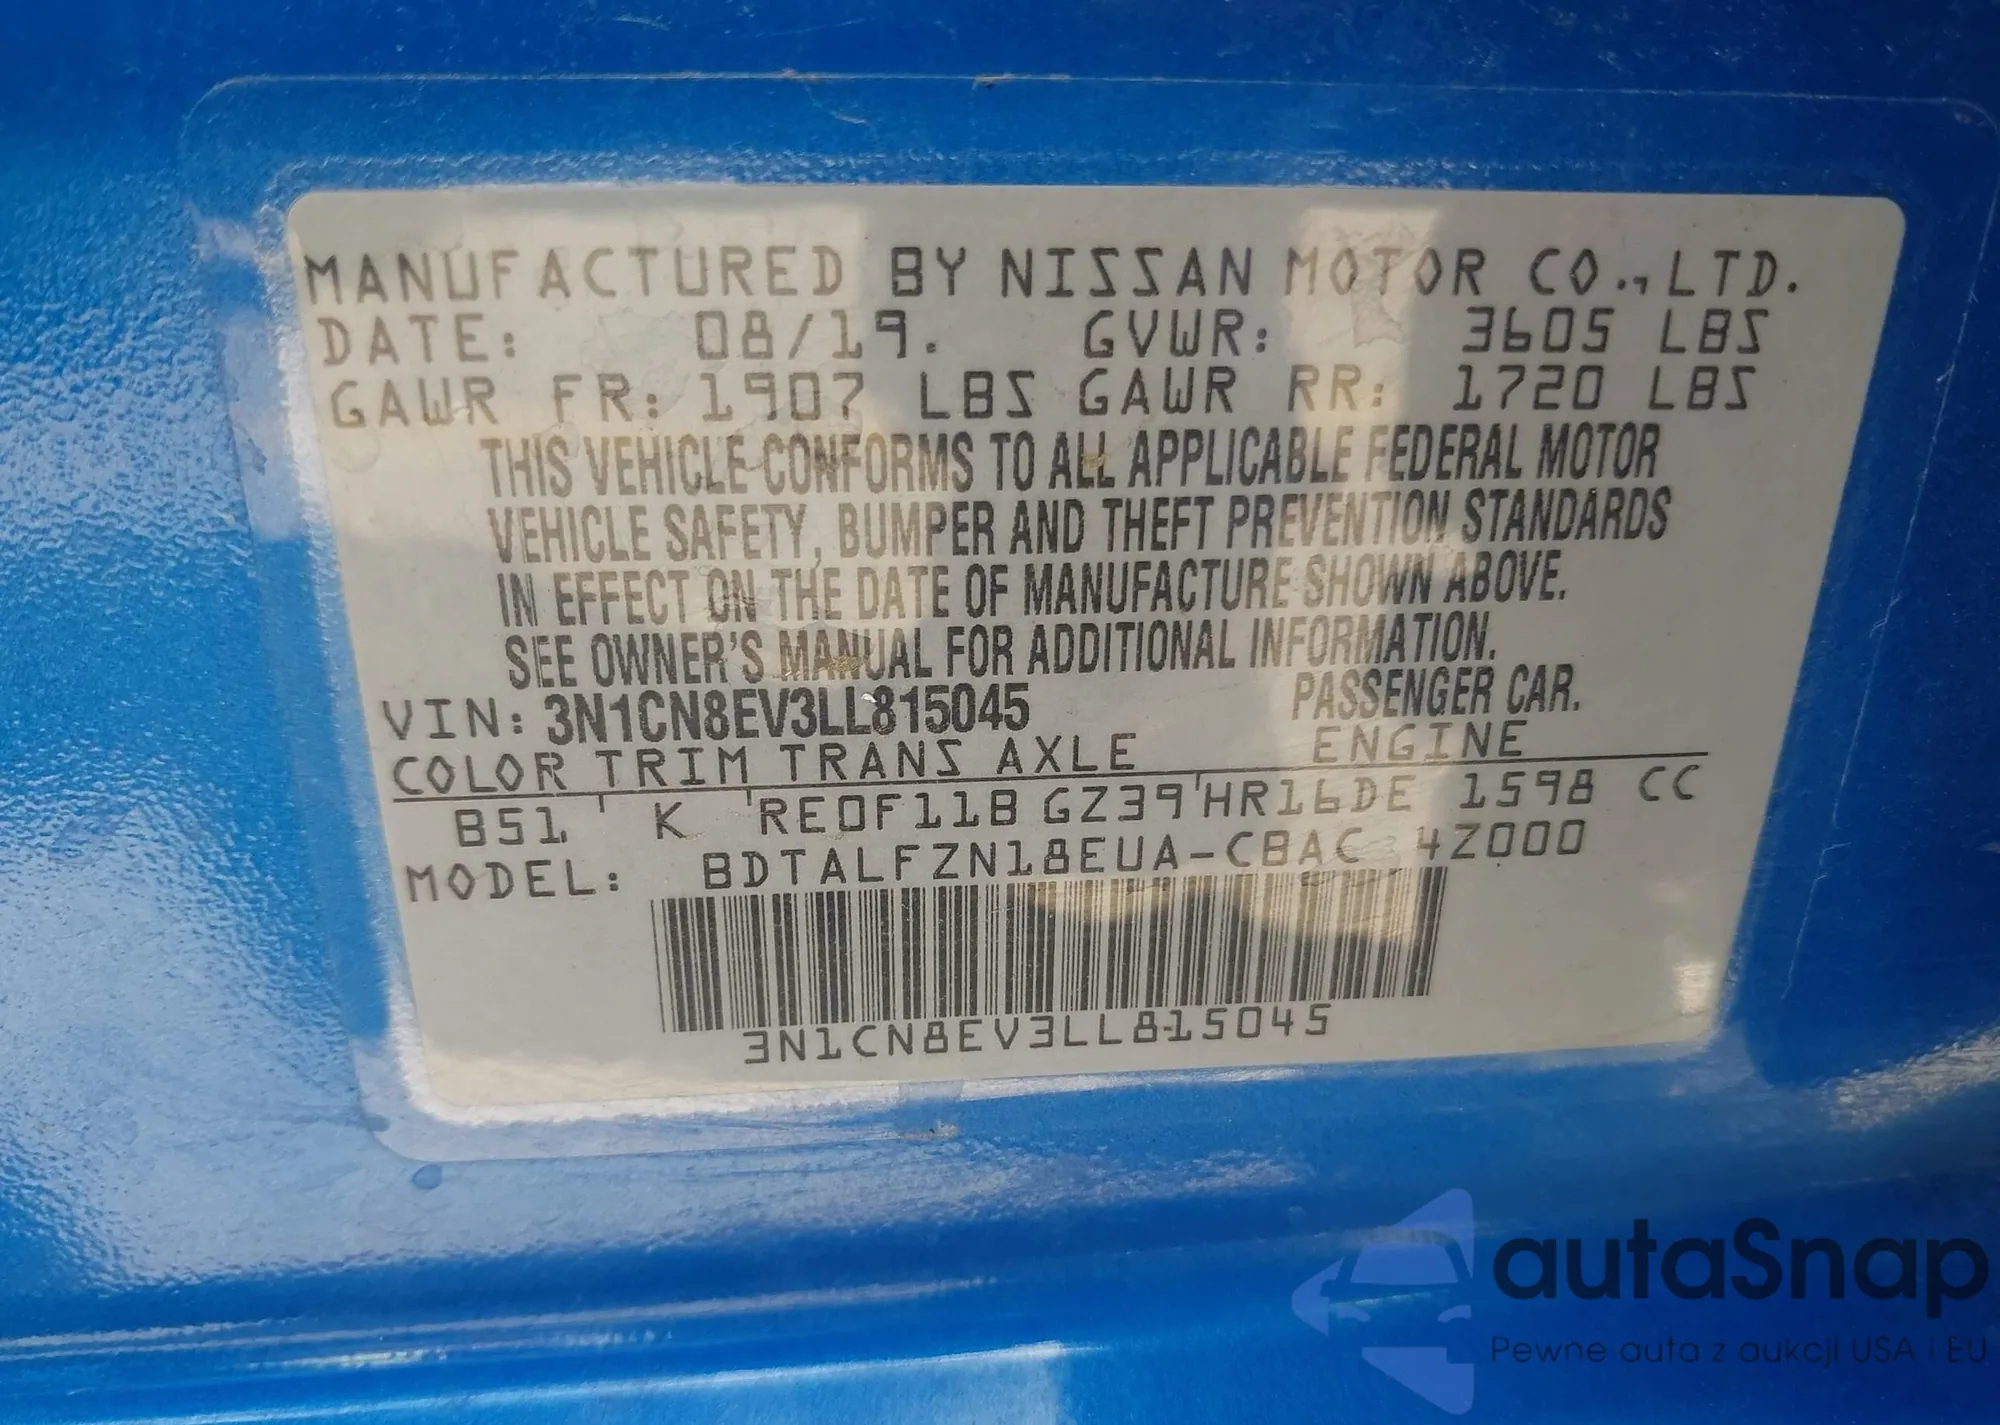 MANUFACTURED BY NISSAN MOTOR CO., LTD.
DATE: 08/19. GVWR: 3605 LBS
GAWR FR: 1907 LBS GAWR RR: 1720 LBS
THIS VEHICLE CONFORMS TO ALL APPLICABLE FEDERAL MOTOR
VEHICLE SAFETY, BUMPER AND THEFT PREVENTION STANDARDS
IN EFFECT ON THE DATE OF MANUFACTURE SHOWN ABOVE.
SEE OWNER'S MANUAL FOR ADDITIONAL INFORMATION.
VIN: 3N1CN8EV3LL815045 PASSENGER CAR.
COLOR TRIM TRANS AXLE ENGINE
B51 K RE0F11B GZ39 HR16DE 1598 CC
MODEL: BDTALFZN18EUA-CBAC 4Z000
3N1CN8EV3LL815045
autaSnap
Pewne auta z aukcji USA i EU